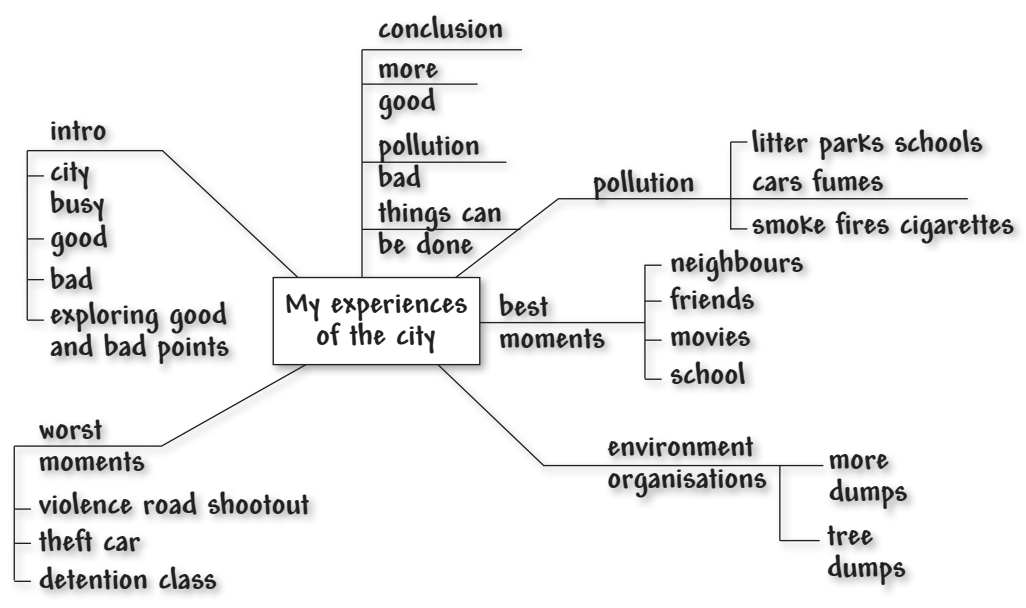 conclusion
more
good
pollution
bad
things can
be done
intro
city
busy
good
bad
exploring good
and bad points
pollution
litter parks schools
cars fumes
smoke fires cigarettes
My experiences
of the city
best
moments
neighbours
friends
movies
school
worst
moments
violence road shootout
theft car
detention class
environment
organisations
more
dumps
tree
dumps